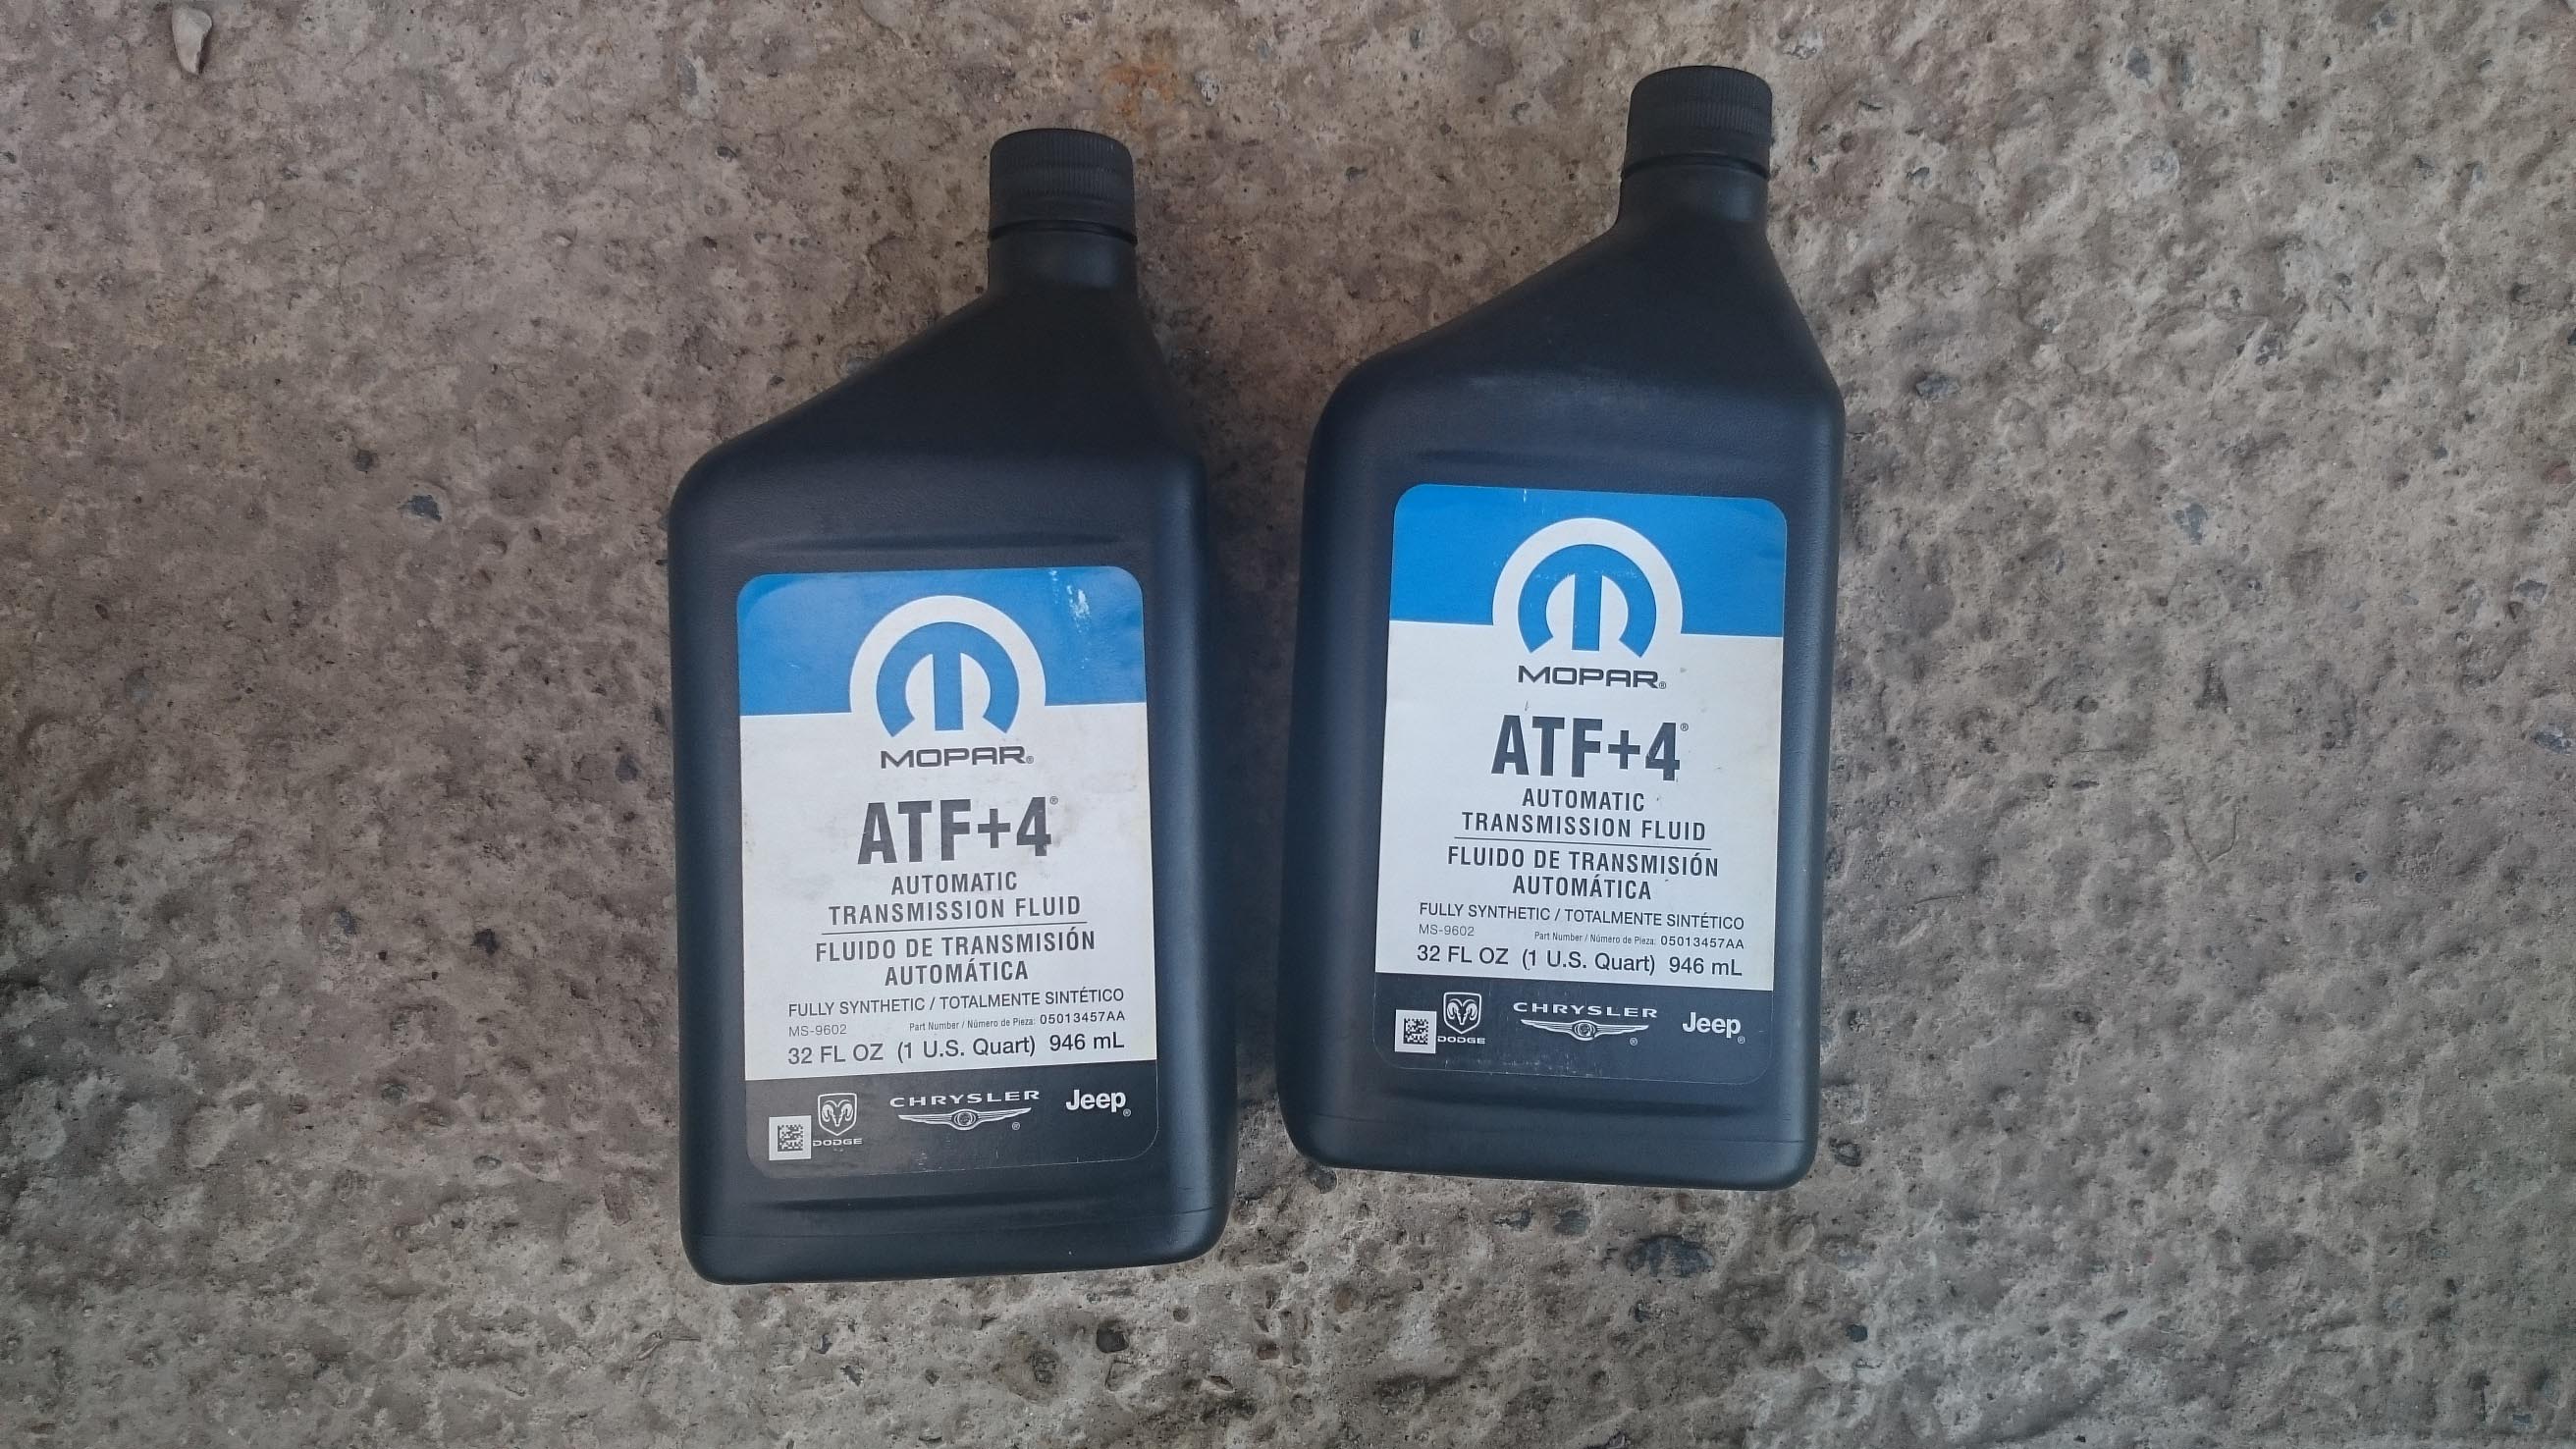 MOPAR®
ATF+4®
AUTOMATIC
TRANSMISSION FLUID
FLUIDO DE TRANSMISIÓN
AUTOMÁTICA
FULLY SYNTHETIC / TOTALMENTE SINTÉTICO
MS-9602 Part Number / Número de Pieza: 05013457AA
32 FL OZ (1 U.S. Quart) 946 mL
DODGE CHRYSLER® Jeep®
MOPAR®
ATF+4®
AUTOMATIC
TRANSMISSION FLUID
FLUIDO DE TRANSMISIÓN
AUTOMÁTICA
FULLY SYNTHETIC / TOTALMENTE SINTÉTICO
MS-9602 Part Number / Número de Pieza: 05013457AA
32 FL OZ (1 U.S. Quart) 946 mL
DODGE CHRYSLER® Jeep®